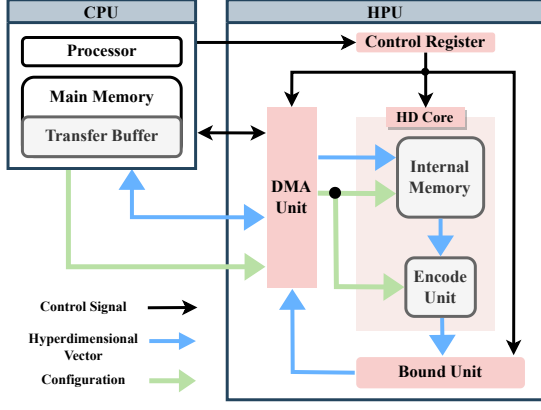 CPU
HPU
Processor
Control Register
Main Memory
Transfer Buffer
HD Core
DMA
Unit
Internal
Memory
Encode
Unit
Bound Unit
Control Signal
Hyperdimensional
Vector
Configuration